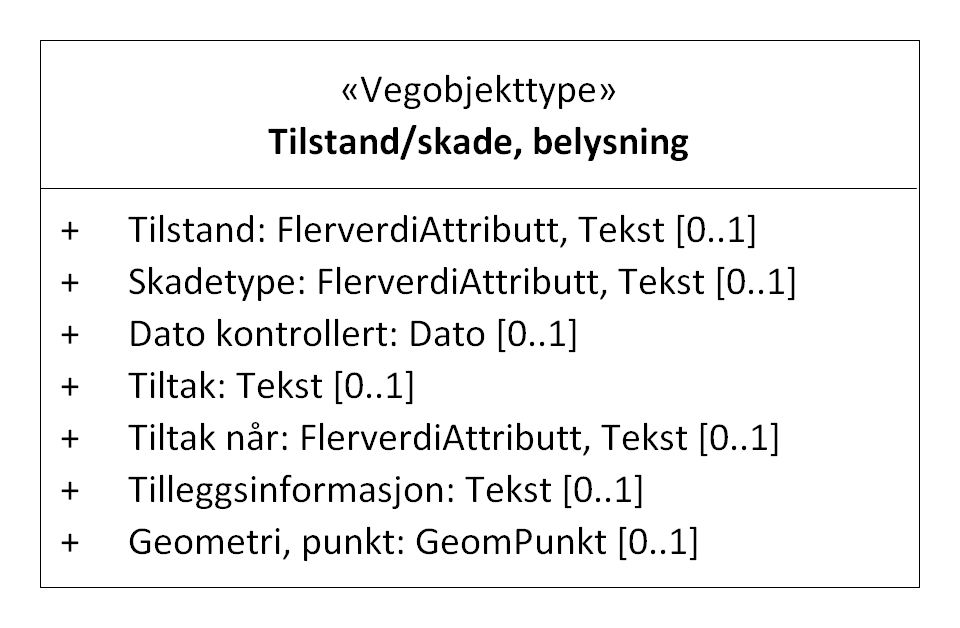 «Vegobjekttype»
Tilstand/skade, belysning
+ Tilstand: FlerverdiAttributt, Tekst [0..1]
+ Skadetype: FlerverdiAttributt, Tekst [0..1]
+ Dato kontrollert: Dato [0..1]
+ Tiltak: Tekst [0..1]
+ Tiltak når: FlerverdiAttributt, Tekst [0..1]
+ Tilleggsinformasjon: Tekst [0..1]
+ Geometri, punkt: GeomPunkt [0..1]